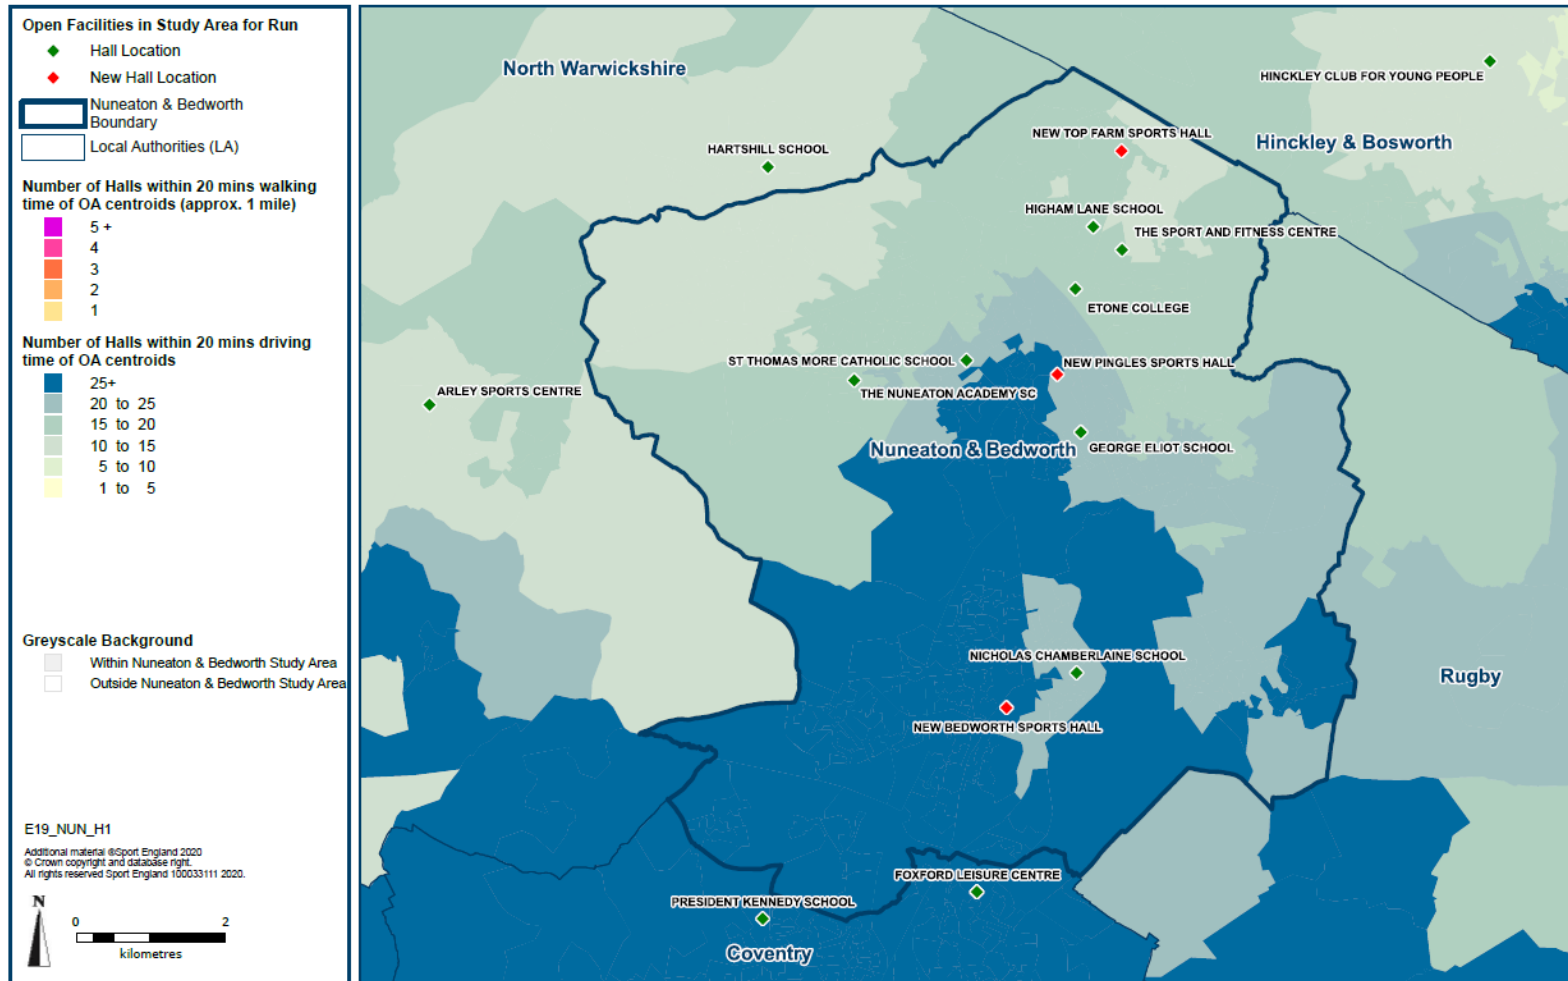 Open Facilities in Study Area for Run
Hall Location
New Hall Location
Nuneaton & Bedworth
Boundary
Local Authorities (LA)
Number of Halls within 20 mins walking
time of OA centroids (approx. 1 mile)
5 +
4
3
2
1
Number of Halls within 20 mins driving
time of OA centroids
25+
20 to 25
15 to 20
10 to 15
5 to 10
1 to 5
Greyscale Background
Within Nuneaton & Bedworth Study Area
Outside Nuneaton & Bedworth Study Area
E19_NUN_H1
Additional material ©Sport England 2020
© Crown copyright and database right.
All rights reserved Sport England 100033111 2020.
N
0 2
kilometres
North Warwickshire
HINCKLEY CLUB FOR YOUNG PEOPLE
NEW TOP FARM SPORTS HALL
Hinckley & Bosworth
HARTSHILL SCHOOL
HIGHAM LANE SCHOOL
THE SPORT AND FITNESS CENTRE
ETONE COLLEGE
ST THOMAS MORE CATHOLIC SCHOOL
NEW PINGLES SPORTS HALL
ARLEY SPORTS CENTRE
THE NUNEATON ACADEMY SC
Nuneaton & Bedworth
GEORGE ELIOT SCHOOL
NICHOLAS CHAMBERLAINE SCHOOL
Rugby
NEW BEDWORTH SPORTS HALL
FOXFORD LEISURE CENTRE
PRESIDENT KENNEDY SCHOOL
Coventry